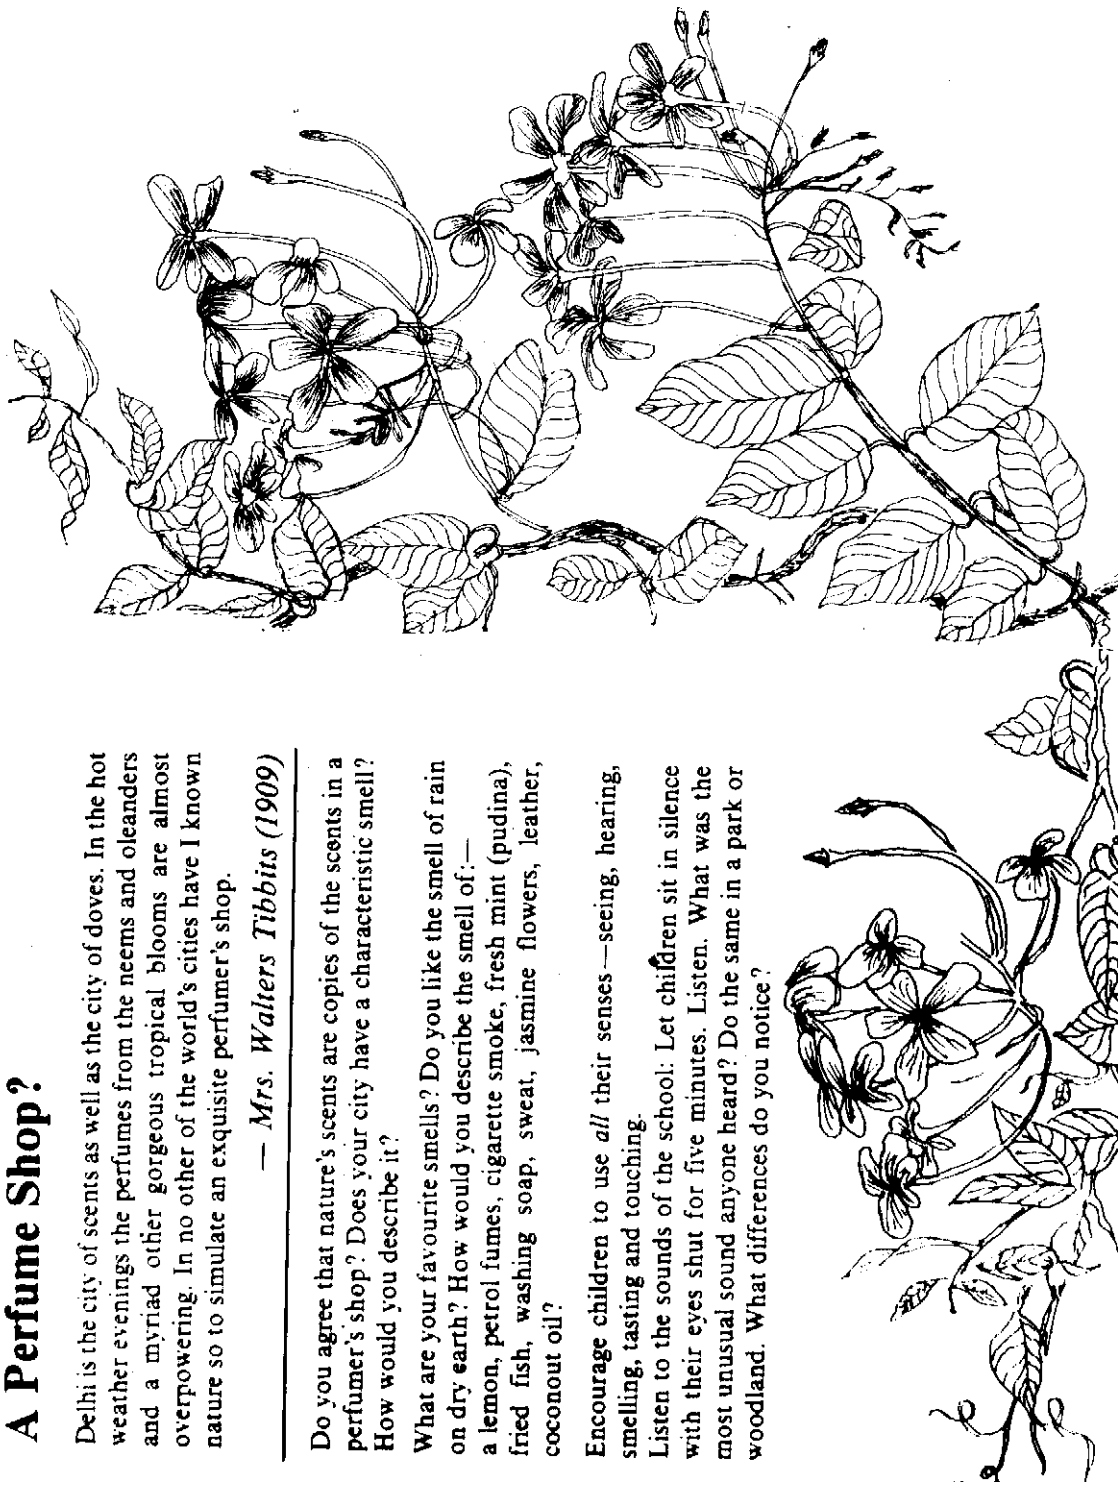 A Perfume Shop?
Delhi is the city of scents as well as the city of doves. In the hot
weather evenings the perfumes from the neems and oleanders
and a myriad other gorgeous tropical blooms are almost
overpowering. In no other of the world's cities have I known
nature so to simulate an exquisite perfumer's shop.
— Mrs. Walters Tibbits (1909)
Do you agree that nature's scents are copies of the scents in a
perfumer's shop? Does your city have a characteristic smell?
How would you describe it?
What are your favourite smells? Do you like the smell of rain
on dry earth? How would you describe the smell of:—
a lemon, petrol fumes, cigarette smoke, fresh mint (pudina),
fried fish, washing soap, sweat, jasmine flowers, leather,
coconout oil?
Encourage children to use all their senses—seeing, hearing,
smelling, tasting and touching.
Listen to the sounds of the school: Let children sit in silence
with their eyes shut for five minutes. Listen. What was the
most unusual sound anyone heard? Do the same in a park or
woodland. What differences do you notice?